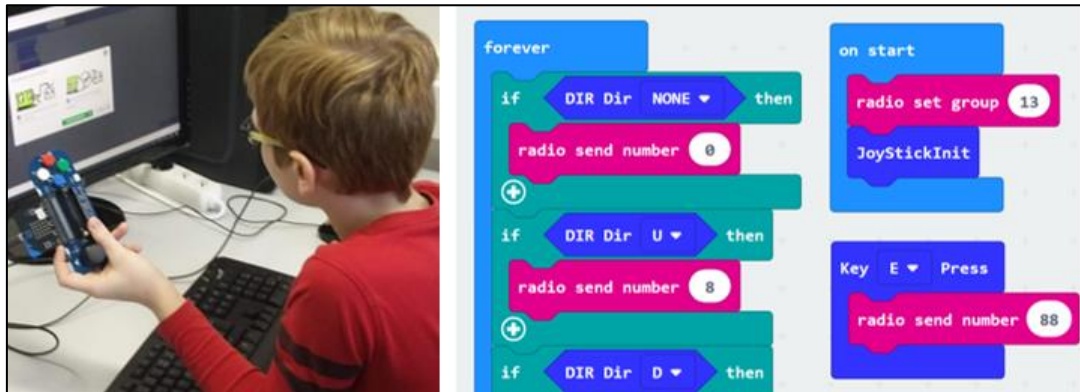 forever
if DIR Dir NONE then
radio send number 0
if DIR Dir U then
radio send number 8
if DIR Dir D then
on start
radio set group 13
JoyStickInit
Key E Press
radio send number 88